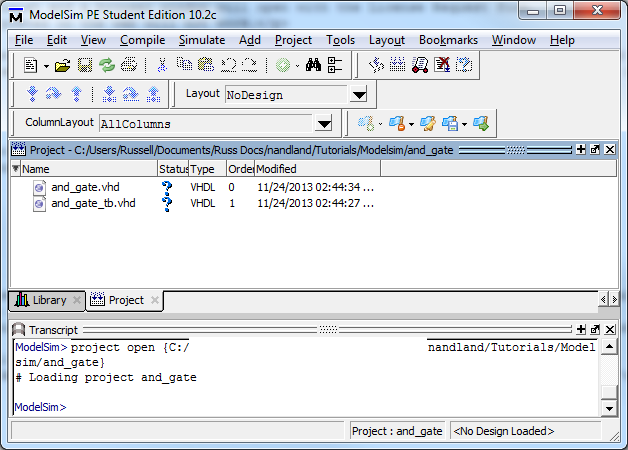 ModelSim PE Student Edition 10.2c
File Edit View Compile Simulate Add Project Tools Layout Bookmarks Window Help
Layout NoDesign
ColumnLayout AllColumns
Project - C:/Users/Russell/Documents/Russ Docs/nandland/Tutorials/Modelsim/and_gate
Name Status Type Order Modified
and_gate.vhd ? VHDL 0 11/24/2013 02:44:34 ...
and_gate_tb.vhd ? VHDL 1 11/24/2013 02:44:27 ...
Library Project
Transcript
ModelSim> project open {C:/ nandland/Tutorials/Model
sim/and_gate}
# Loading project and_gate
ModelSim>
Project : and_gate <No Design Loaded>